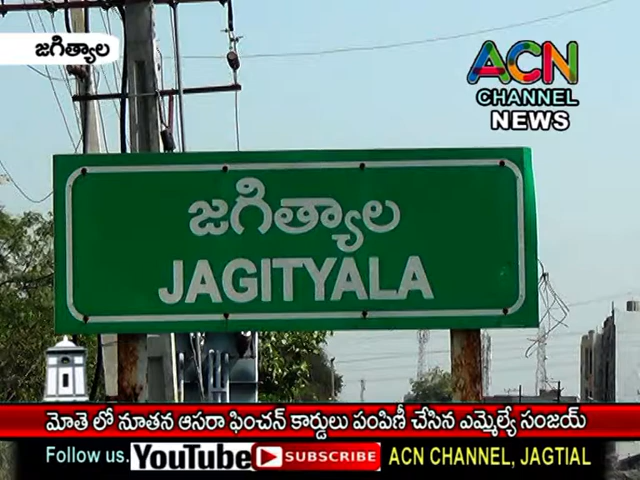 జగిత్యాల
ACN
CHANNEL
NEWS
జగిత్యాల
JAGITYALA
మోతె లో నూతన ఆసరా ఫించన్ కార్డులు పంపిణీ చేసిన ఎమ్మెల్యే సంజయ్
Follow us. YouTube SUBSCRIBE ACN CHANNEL, JAGTIAL